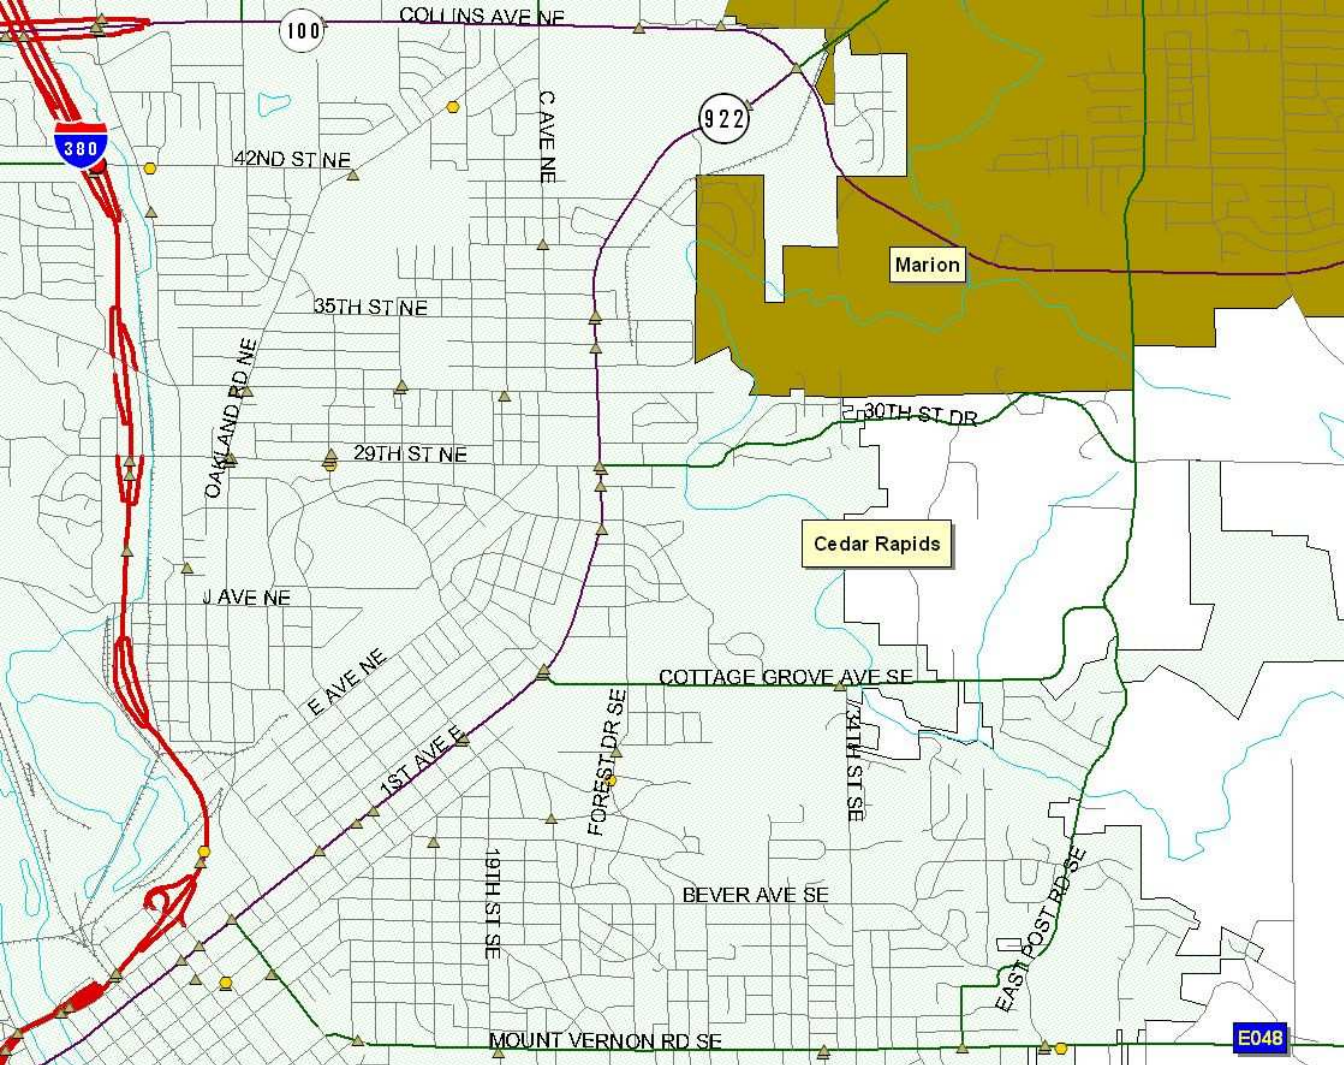 COLLINS AVE NE
100
922
C AVE NE
380
42ND ST NE
Marion
35TH ST NE
OAKLAND RD NE
30TH ST DR
29TH ST NE
Cedar Rapids
J AVE NE
E AVE NE
COTTAGE GROVE AVE SE
FOREST DR SE
34TH ST SE
1ST AVE E
19TH ST SE
BEVER AVE SE
EAST POST RD SE
MOUNT VERNON RD SE
E048